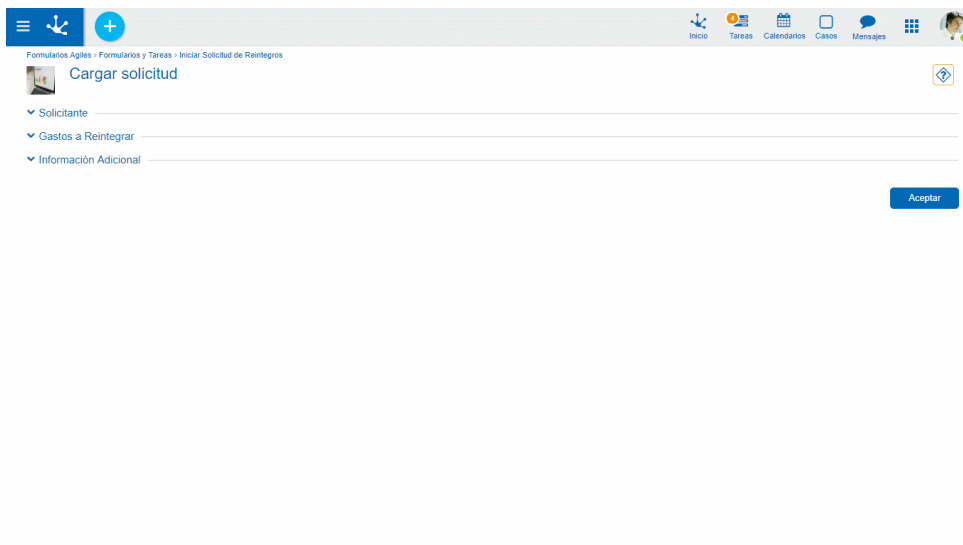 Inicio
4
Tareas
Calendarios
Casos
Mensajes
Formularios Agiles › Formularios y Tareas › Iniciar Solicitud de Reintegros
Cargar solicitud
?
Solicitante
Gastos a Reintegrar
Información Adicional
Aceptar